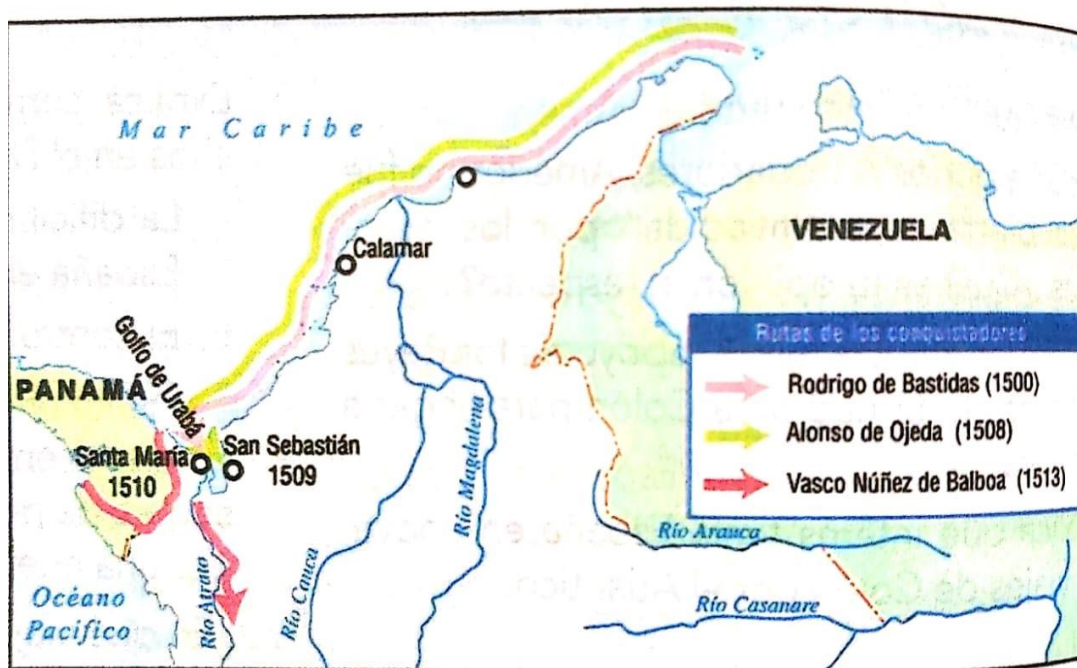 Mar Caribe
Calamar
VENEZUELA
Golfo de Urabá
PANAMÁ
Santa María
1510
San Sebastián
1509
Río Magdalena
Río Cauca
Río Atrato
Océano
Pacífico
Río Arauca
Río Casanare
Rutas de los conquistadores
Rodrigo de Bastidas (1500)
Alonso de Ojeda (1508)
Vasco Núñez de Balboa (1513)